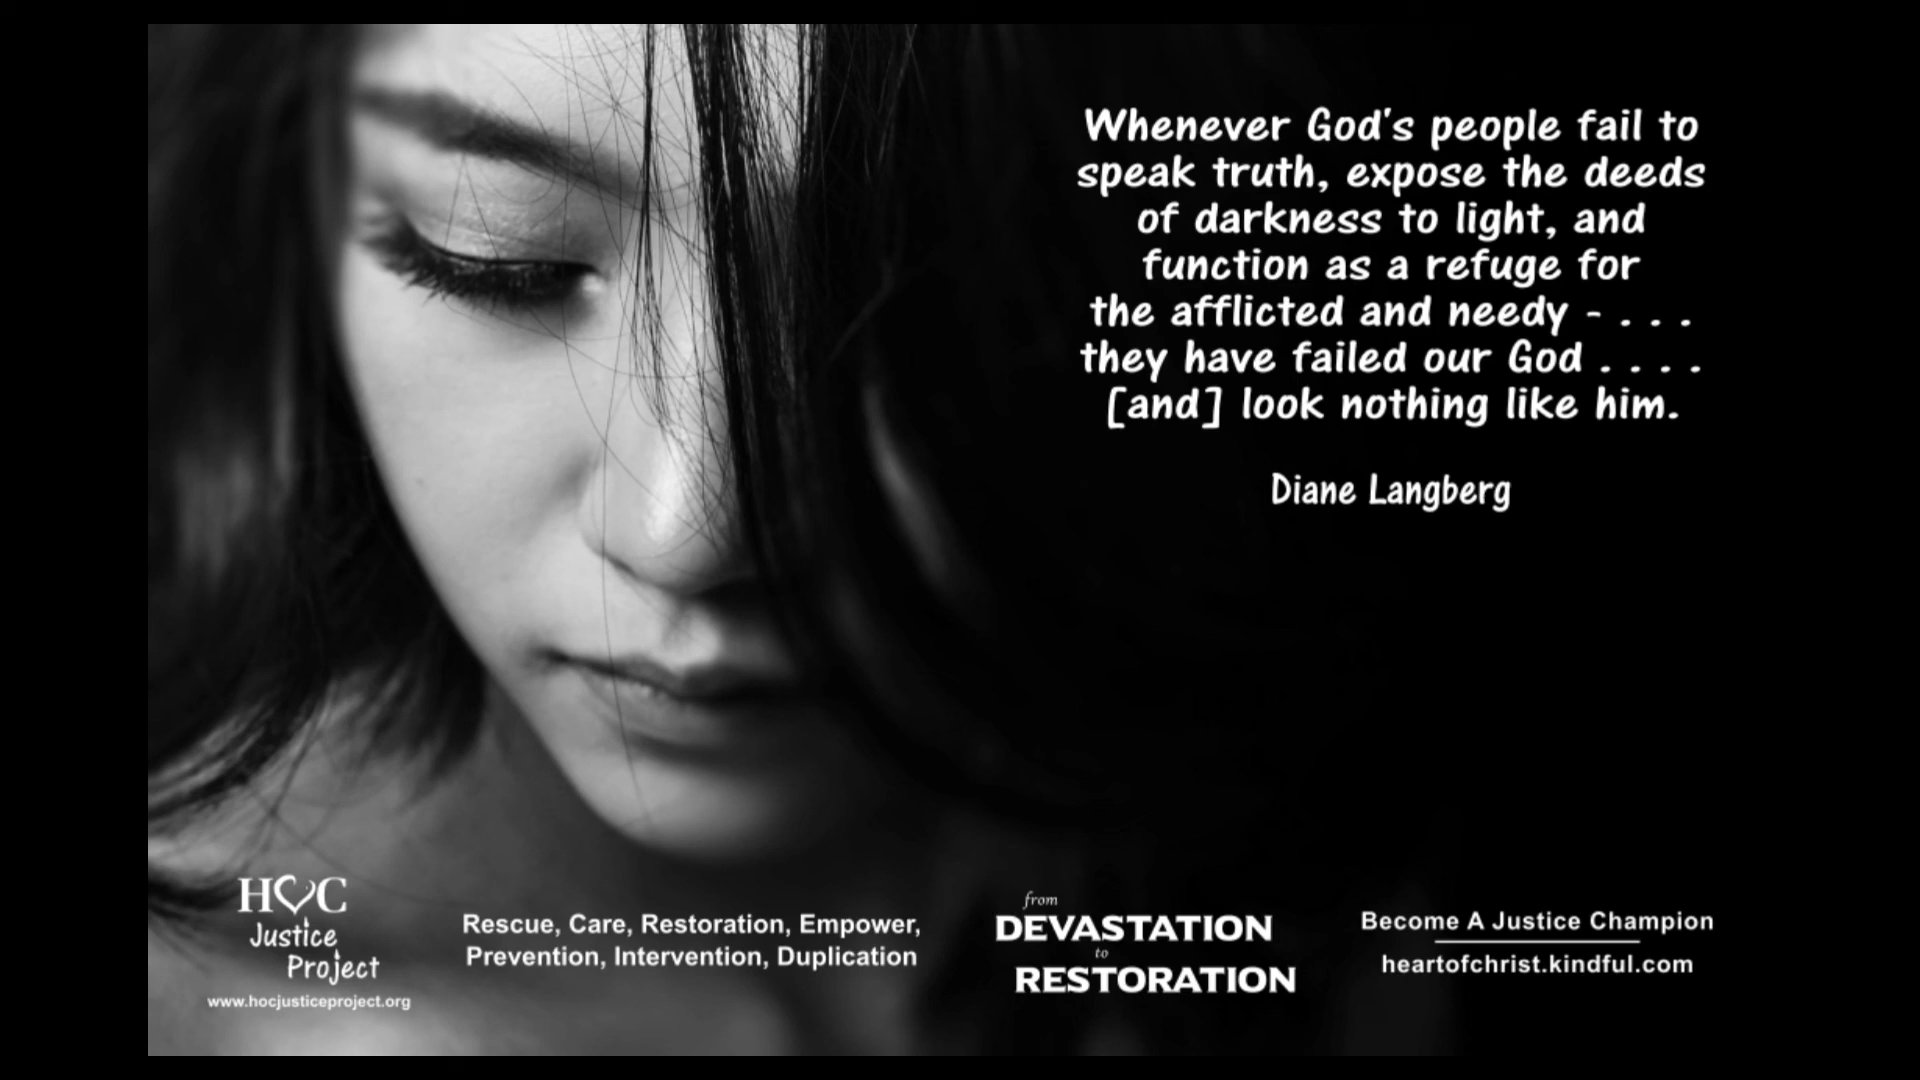 Whenever God's people fail to
speak truth, expose the deeds
of darkness to light, and
function as a refuge for
the afflicted and needy - . . .
they have failed our God . . . .
[and] look nothing like him.
Diane Langberg
HOC
Justice
Project
www.hocjusticeproject.org
Rescue, Care, Restoration, Empower,
Prevention, Intervention, Duplication
from
DEVASTATION
to
RESTORATION
Become A Justice Champion
heartofchrist.kindful.com